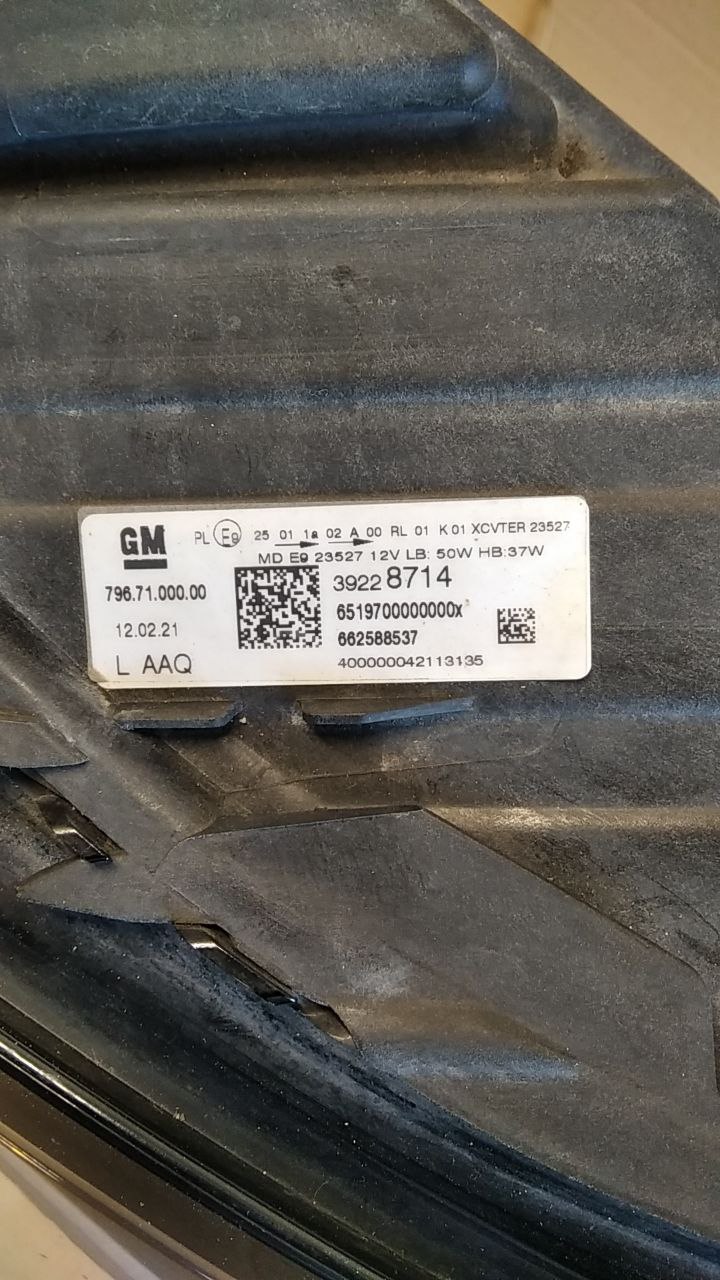 GM
PL E9 25 01 1a 02 A 00 RL 01 K 01 XCVTER 23527
MD E9 23527 12V LB: 50W HB:37W
796.71.000.00
39228714
6519700000000x
12.02.21
662588537
L AAQ
400000042113135